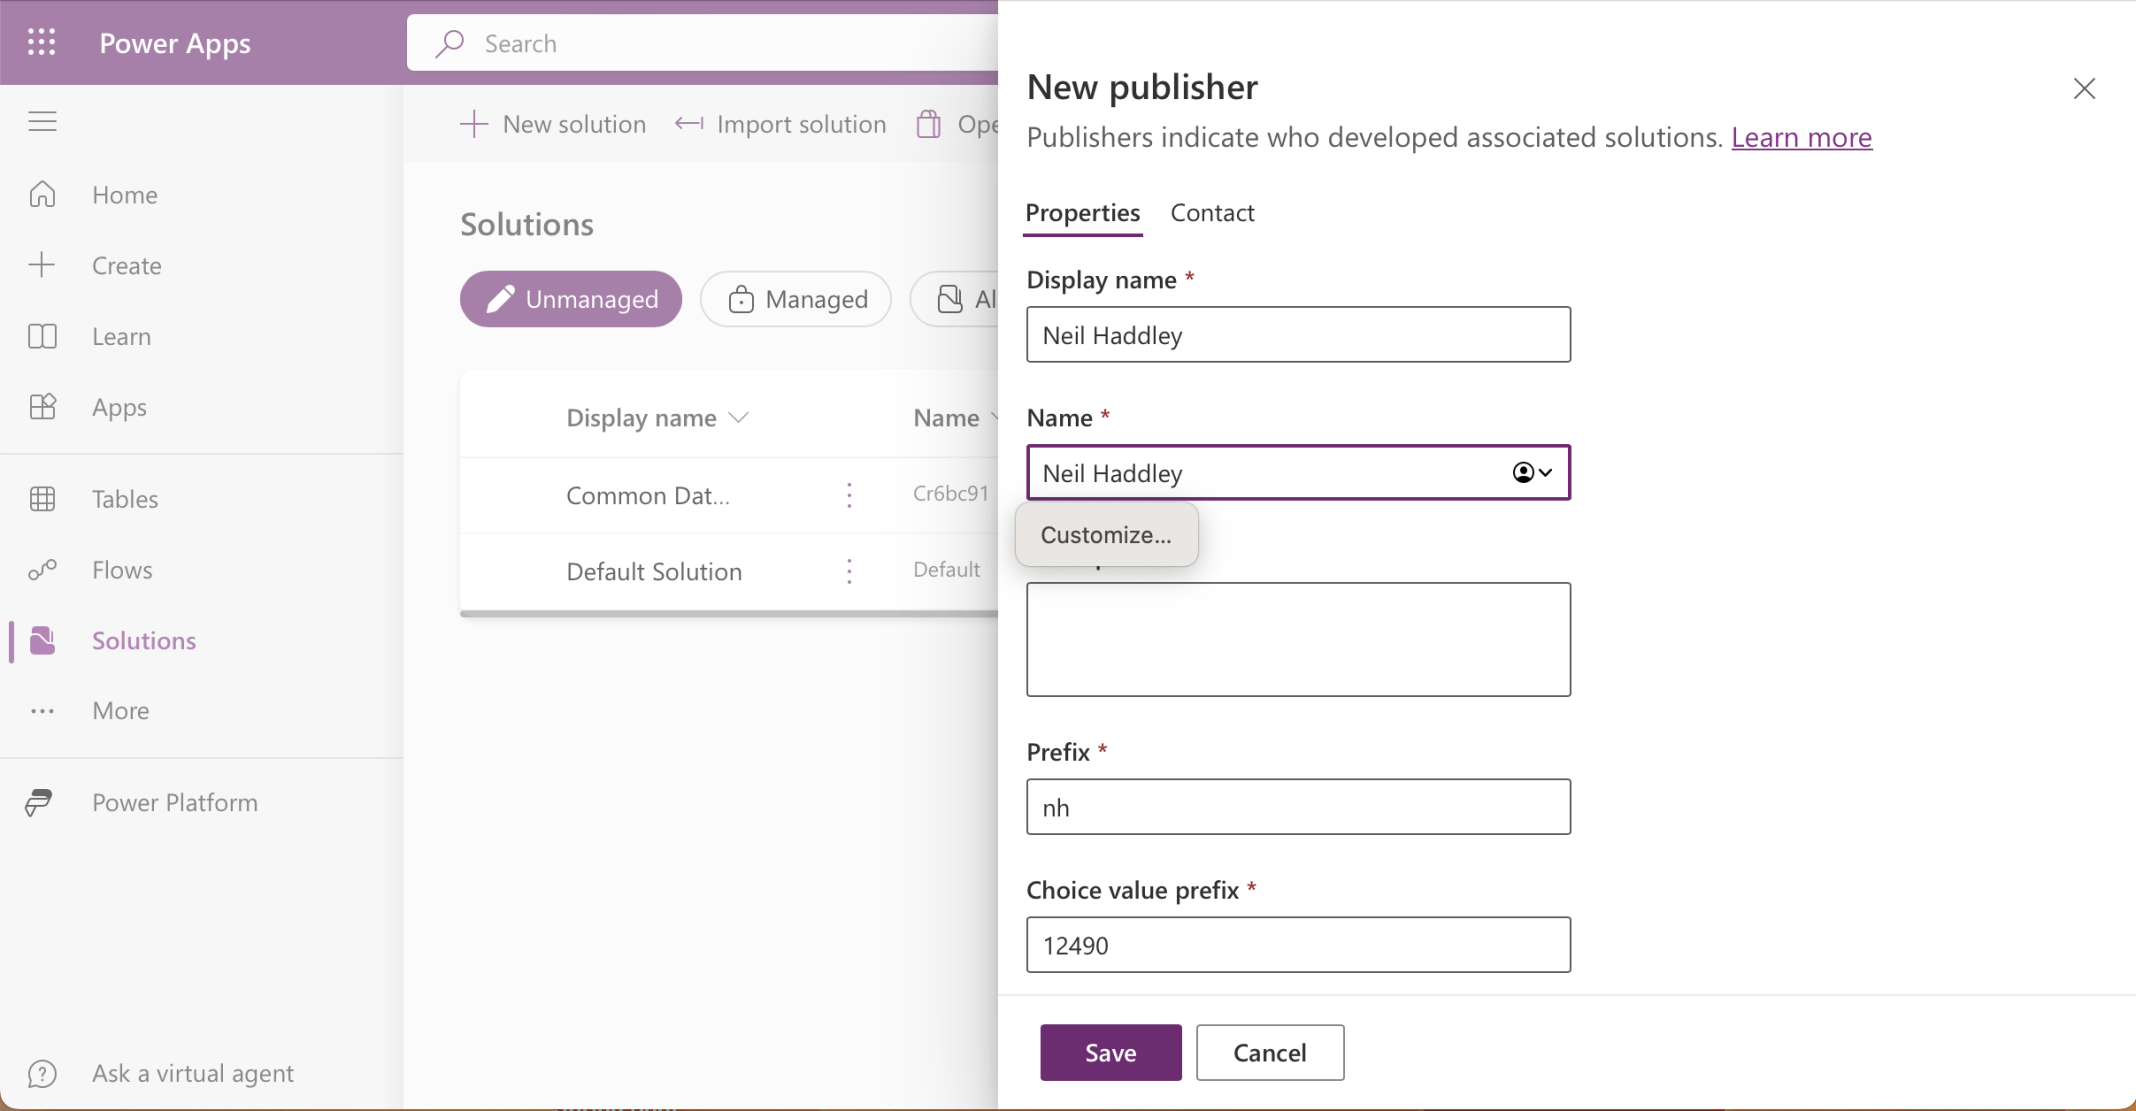 Power Apps
Search
New solution
Import solution
Ope
Home
Create
Learn
Apps
Tables
Flows
Solutions
More
Power Platform
Ask a virtual agent
Solutions
Unmanaged
Managed
Al
Display name
Name
Common Dat...
Cr6bc91
Default Solution
Default
New publisher
Publishers indicate who developed associated solutions. Learn more
Properties
Contact
Display name *
Neil Haddley
Name *
Neil Haddley
Customize...
Prefix *
nh
Choice value prefix *
12490
Save
Cancel